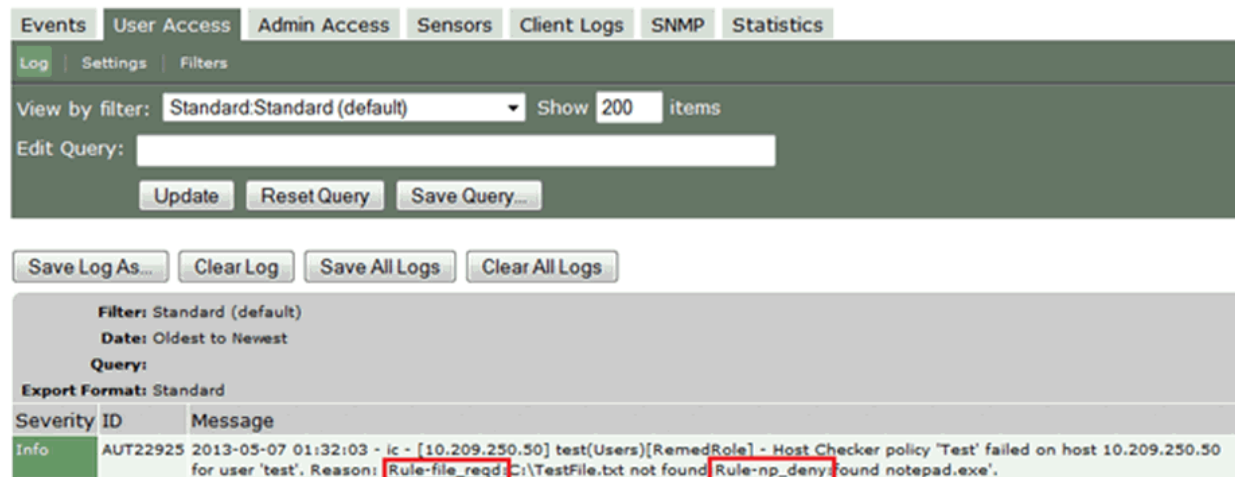 Events User Access Admin Access Sensors Client Logs SNMP Statistics
Log | Settings | Filters
View by filter: Standard:Standard (default) Show 200 items
Edit Query:
Update Reset Query Save Query...
Save Log As... Clear Log Save All Logs Clear All Logs
Filter: Standard (default)
Date: Oldest to Newest
Query:
Export Format: Standard
Severity ID Message
Info AUT22925 2013-05-07 01:32:03 - ic - [10.209.250.50] test(Users)[RemedRole] - Host Checker policy 'Test' failed on host 10.209.250.50
for user 'test'. Reason: 'Rule-file_reqd:C:\TestFile.txt not found Rule-np_deny:found notepad.exe'.